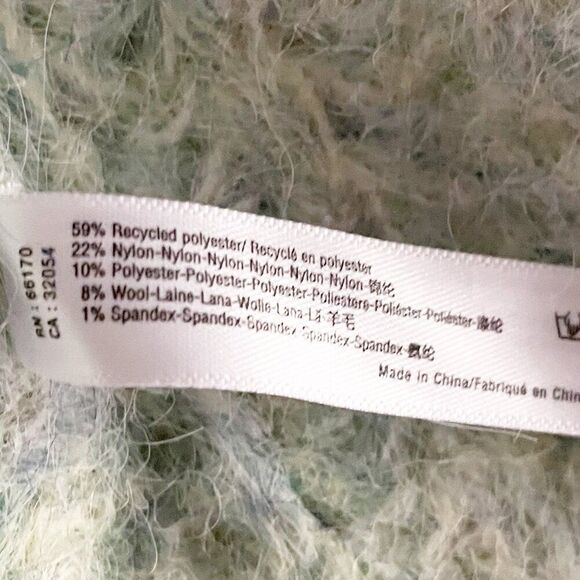 59% Recycled polyester/ Recyclé en polyester
22% Nylon-Nylon-Nylon-Nylon-Nylon-Nylon-锦纶
10% Polyester-Polyester-Polyester-Poliestere-Poliéster-Poliéster-涤纶
8% Wool-Laine-Lana-Wolle-Lana-Lã-羊毛
1% Spandex-Spandex-Spandex Spandex-Spandex-氨纶
Made in China/Fabriqué en Chin
RN : 66170
CA : 32054